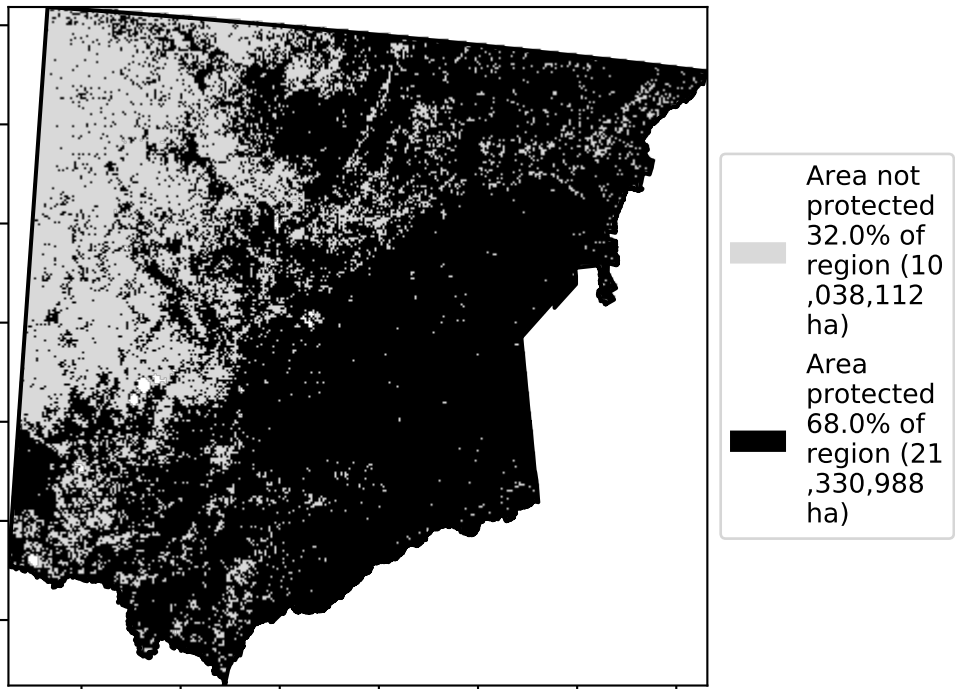 Area not
protected
32.0% of
region (10
,038,112
ha)
Area
protected
68.0% of
region (21
,330,988
ha)